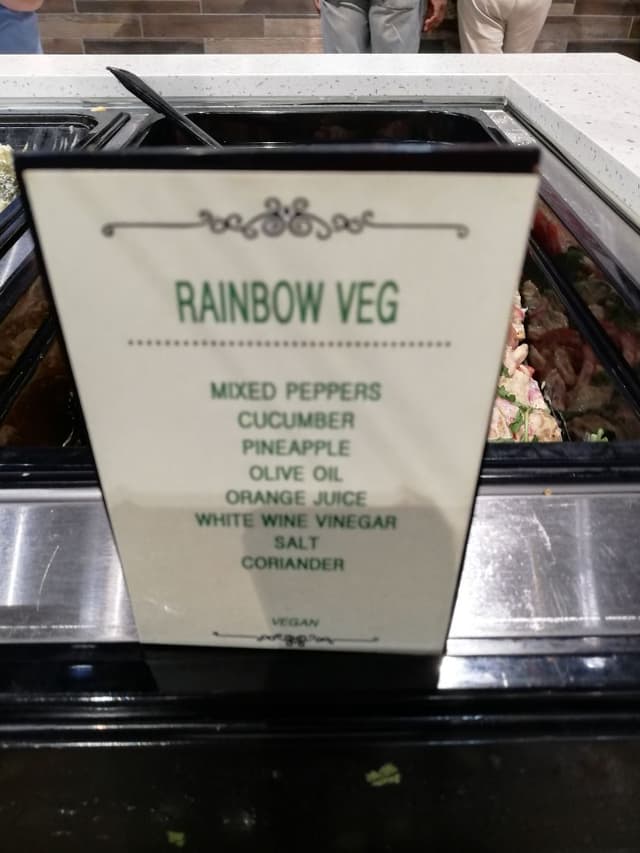 RAINBOW VEG
MIXED PEPPERS
CUCUMBER
PINEAPPLE
OLIVE OIL
ORANGE JUICE
WHITE WINE VINEGAR
SALT
CORIANDER
VEGAN